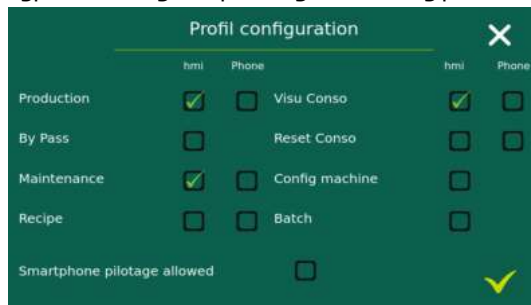 Profil configuration
hmi Phone hmi Phone
Production Visu Conso
By Pass Reset Conso
Maintenance Config machine
Recipe Batch
Smartphone pilotage allowed